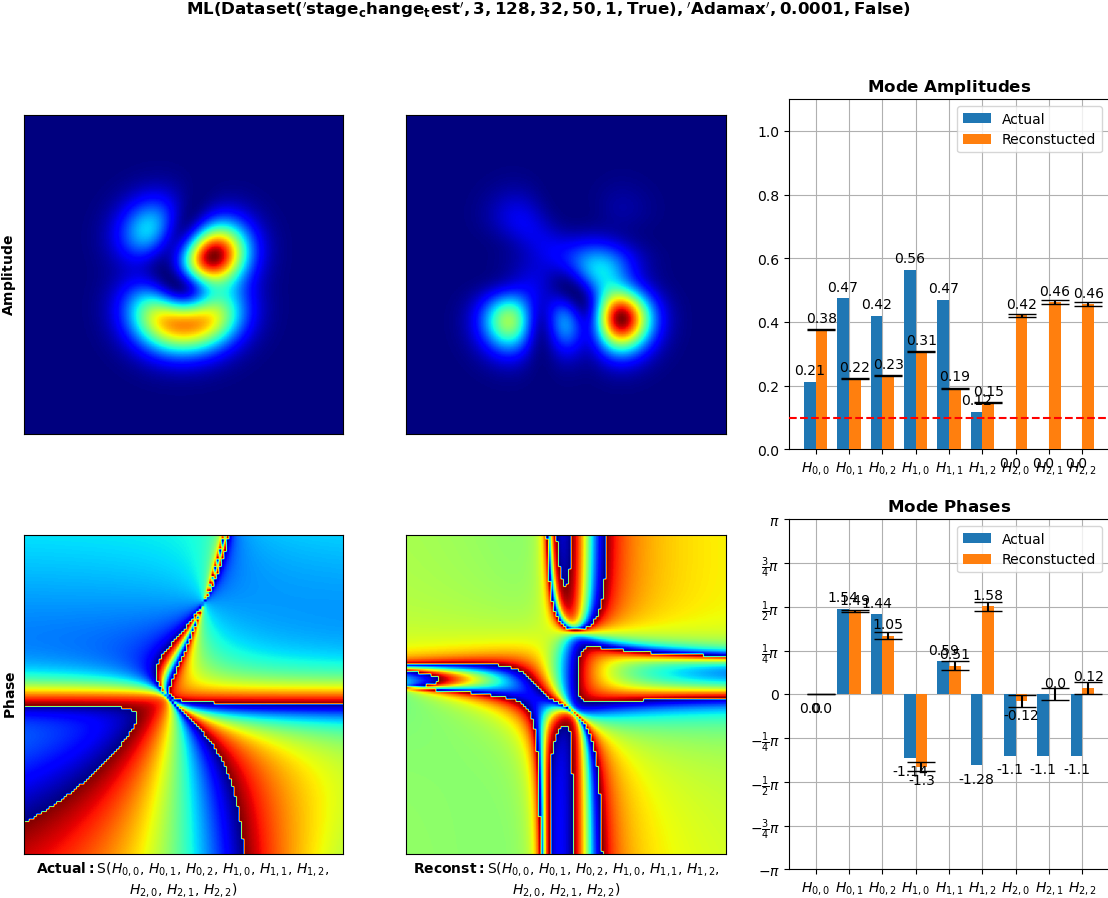 ML(Dataset('stage_change_test', 3, 128, 32, 50, 1, True), 'Adamax', 0.0001, False)
Amplitude
Mode Amplitudes
Actual
Reconstucted
1.0
0.8
0.6
0.4
0.2
0.0
0.21
0.38
0.47
0.22
0.42
0.23
0.56
0.31
0.47
0.19
0.12
0.15
0.42
0.46
0.46
0.0
0.0
0.0
H0,0 H0,1 H0,2 H1,0 H1,1 H1,2 H2,0 H2,1 H2,2
Phase
Mode Phases
Actual
Reconstucted
π
3/4π
1/2π
1/4π
0
−1/4π
−1/2π
−3/4π
−π
0.0
0.0
1.54
1.49
1.44
1.05
-1.14
-1.3
0.59
0.51
-1.28
1.58
-1.1
-0.12
-1.1
0.0
-1.1
0.12
H0,0 H0,1 H0,2 H1,0 H1,1 H1,2 H2,0 H2,1 H2,2
Actual: S(H0,0, H0,1, H0,2, H1,0, H1,1, H1,2,
H2,0, H2,1, H2,2)
Reconst: S(H0,0, H0,1, H0,2, H1,0, H1,1, H1,2,
H2,0, H2,1, H2,2)